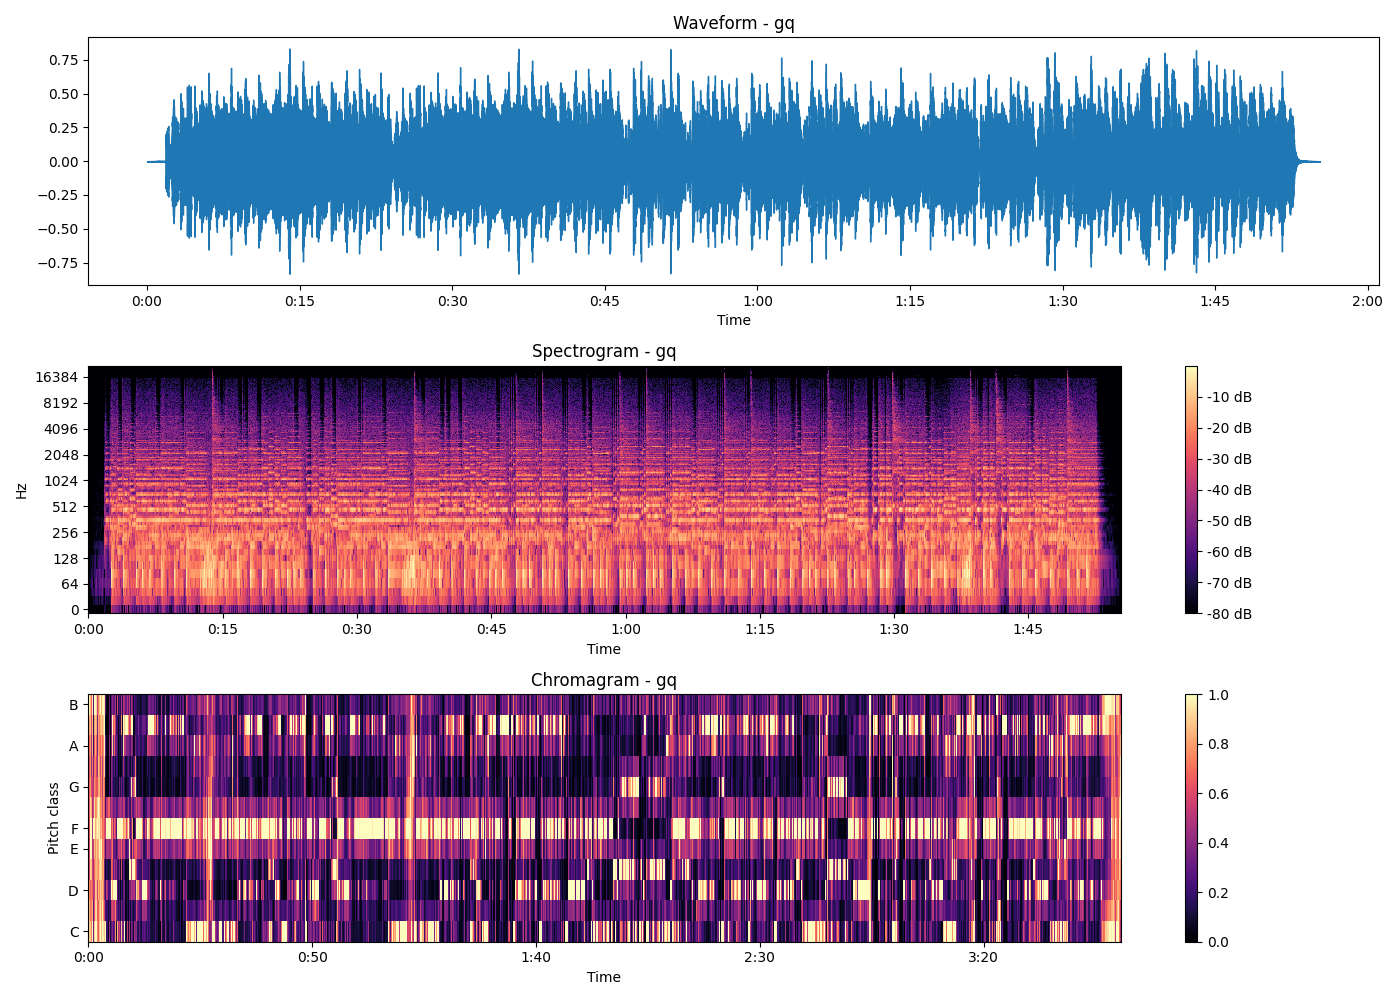 Waveform - gq
0.75
0.50
0.25
0.00
−0.25
−0.50
−0.75
0:00 0:15 0:30 0:45 1:00 1:15 1:30 1:45 2:00
Time
Spectrogram - gq
Hz
16384
8192
4096
2048
1024
512
256
128
64
0
0:00 0:15 0:30 0:45 1:00 1:15 1:30 1:45
Time
-10 dB
-20 dB
-30 dB
-40 dB
-50 dB
-60 dB
-70 dB
-80 dB
Chromagram - gq
Pitch class
B
A
G
F
E
D
C
0:00 0:50 1:40 2:30 3:20
Time
1.0
0.8
0.6
0.4
0.2
0.0